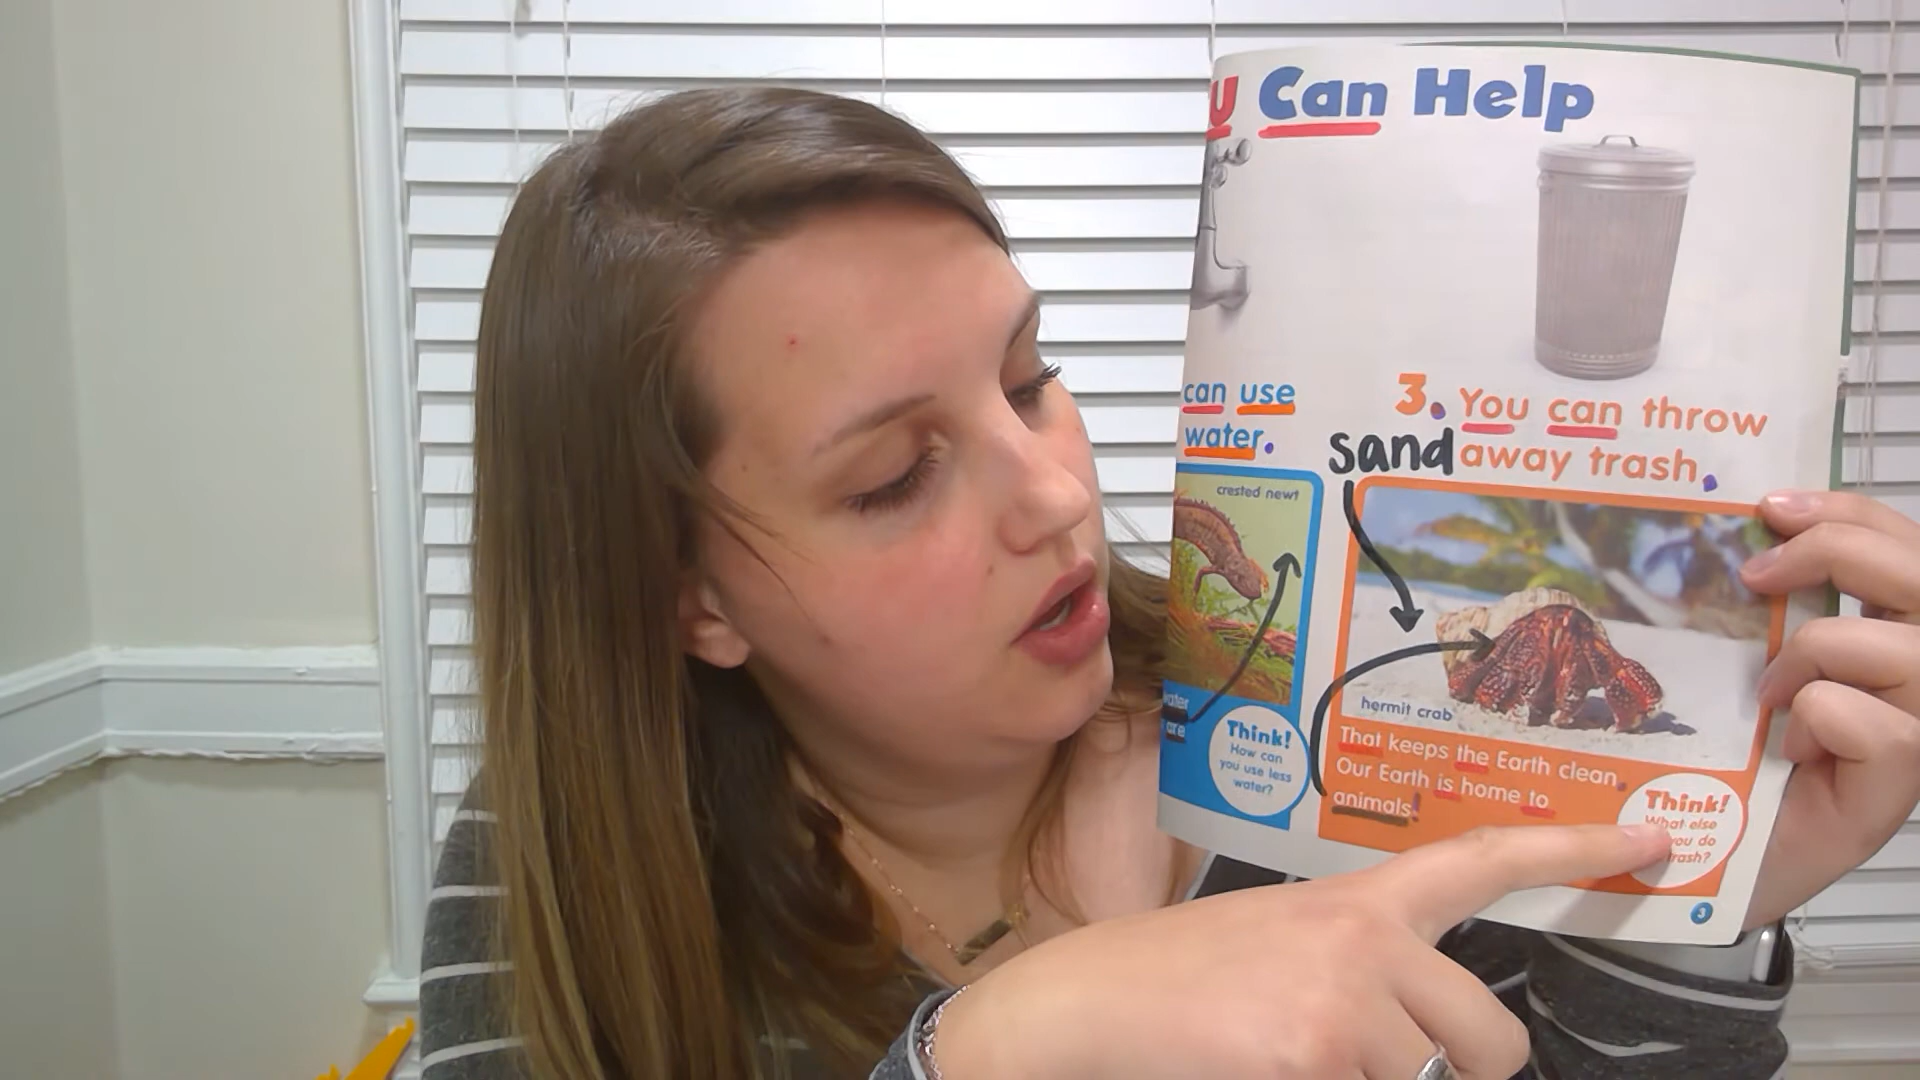 u Can Help
can use
water.
crested newt
water
are
Think!
How can
you use less
water?
3. You can throw
away trash.
sand
hermit crab
That keeps the Earth clean.
Our Earth is home to
animals!
Think!
What else
you do
trash?
3